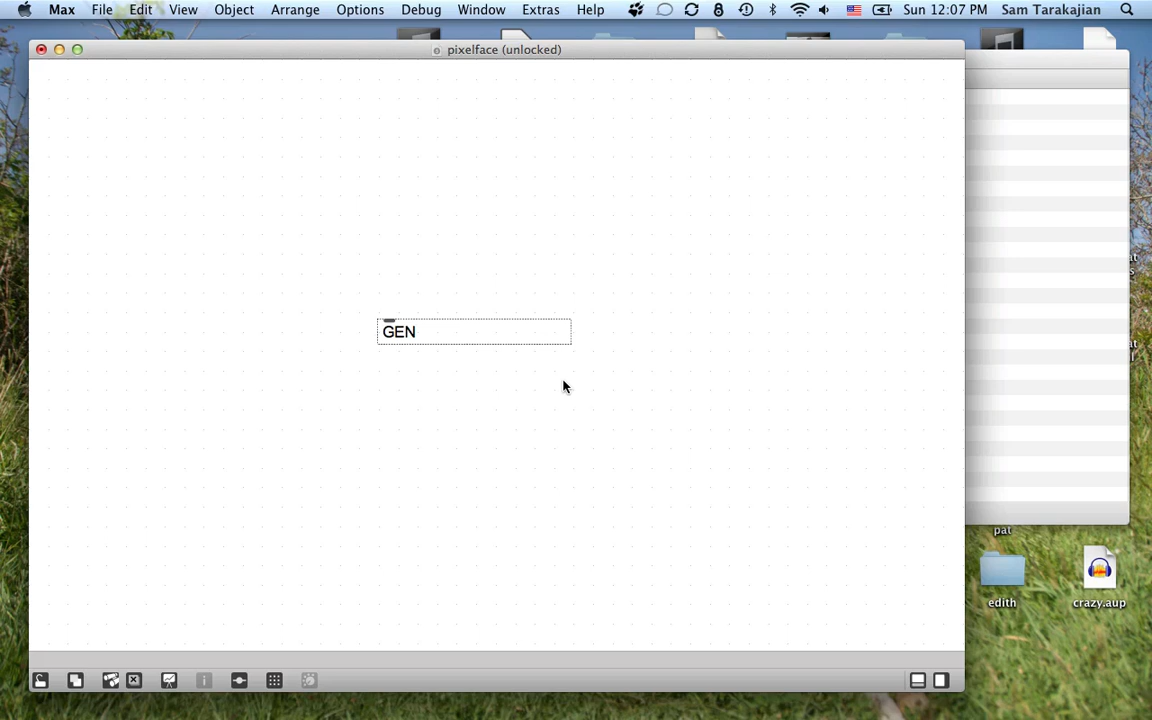 Max File Edit View Object Arrange Options Debug Window Extras Help Sun 12:07 PM Sam Tarakajian
pixelface (unlocked)
GEN
pat
edith
crazy.aup